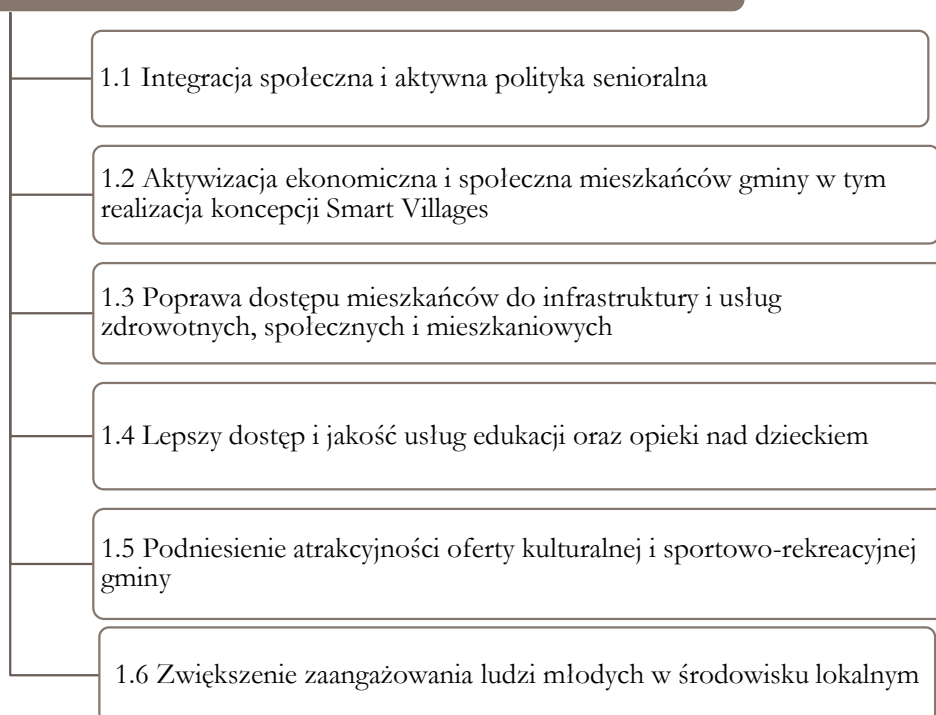 1.1 Integracja społeczna i aktywna polityka senioralna
1.2 Aktywizacja ekonomiczna i społeczna mieszkańców gminy w tym
realizacja koncepcji Smart Villages
1.3 Poprawa dostępu mieszkańców do infrastruktury i usług
zdrowotnych, społecznych i mieszkaniowych
1.4 Lepszy dostęp i jakość usług edukacji oraz opieki nad dzieckiem
1.5 Podniesienie atrakcyjności oferty kulturalnej i sportowo-rekreacyjnej
gminy
1.6 Zwiększenie zaangażowania ludzi młodych w środowisku lokalnym